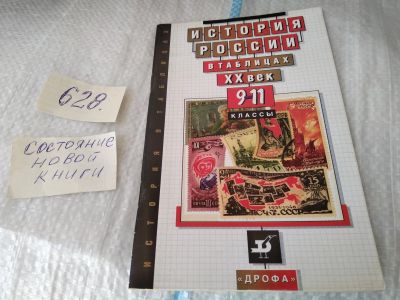 628.
СОСТОЯНИЕ
НОВОЙ
КНИГИ
ИСТОРИЯ В ТАБЛИЦАХ
ИСТОРИЯ
РОССИИ
В ТАБЛИЦАХ
XX век
9-11
КЛАССЫ
«ДРОФА»